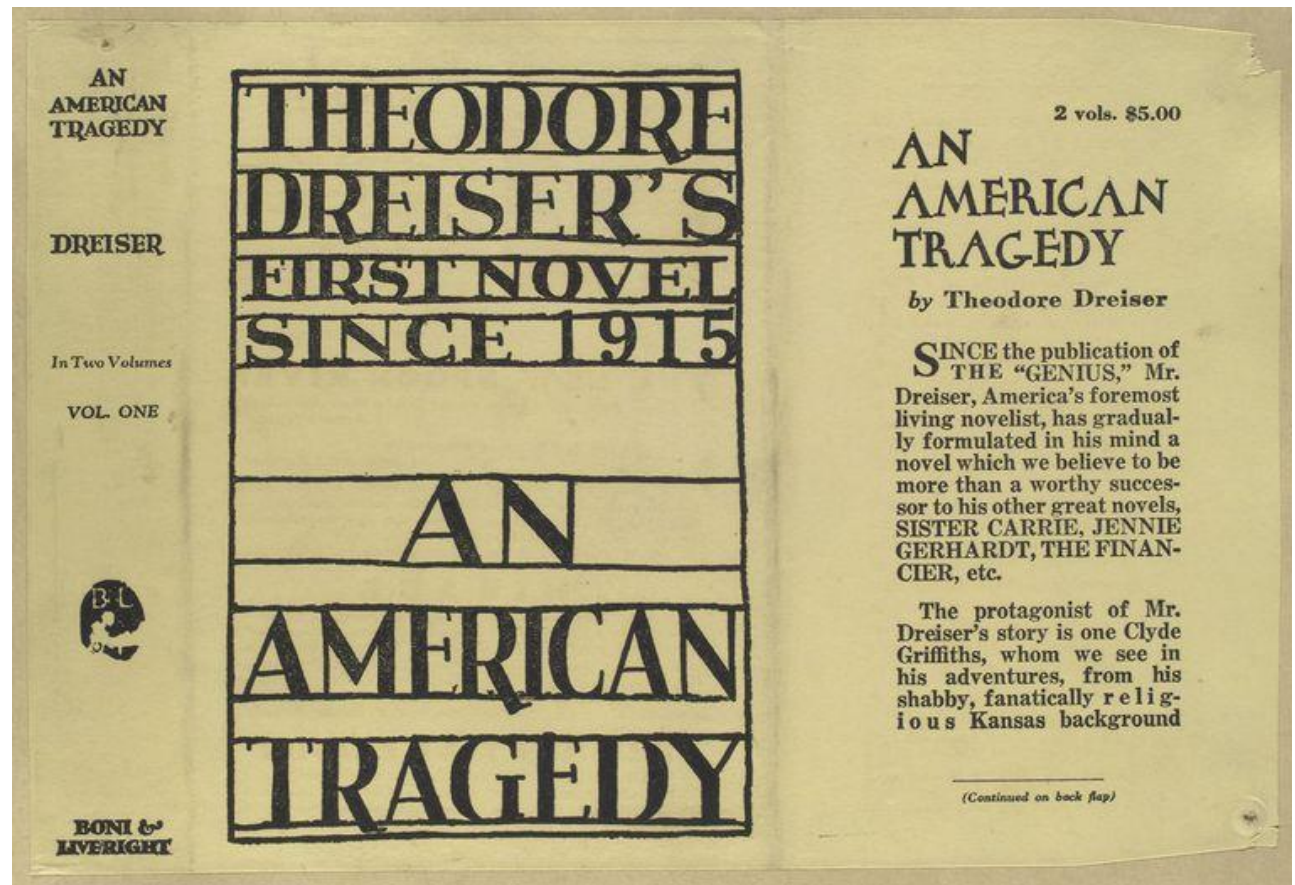 AN
AMERICAN
TRAGEDY
DREISER
In Two Volumes
VOL. ONE
B L
BONI &
LIVERIGHT
THEODORE
DREISER'S
FIRST NOVEL
SINCE 1915
AN
AMERICAN
TRAGEDY
2 vols. $5.00
AN
AMERICAN
TRAGEDY
by Theodore Dreiser
SINCE the publication of
THE “GENIUS,” Mr.
Dreiser, America's foremost
living novelist, has gradual-
ly formulated in his mind a
novel which we believe to be
more than a worthy succes-
sor to his other great novels,
SISTER CARRIE, JENNIE
GERHARDT, THE FINAN-
CIER, etc.
The protagonist of Mr.
Dreiser's story is one Clyde
Griffiths, whom we see in
his adventures, from his
shabby, fanatically relig-
ious Kansas background
(Continued on back flap)